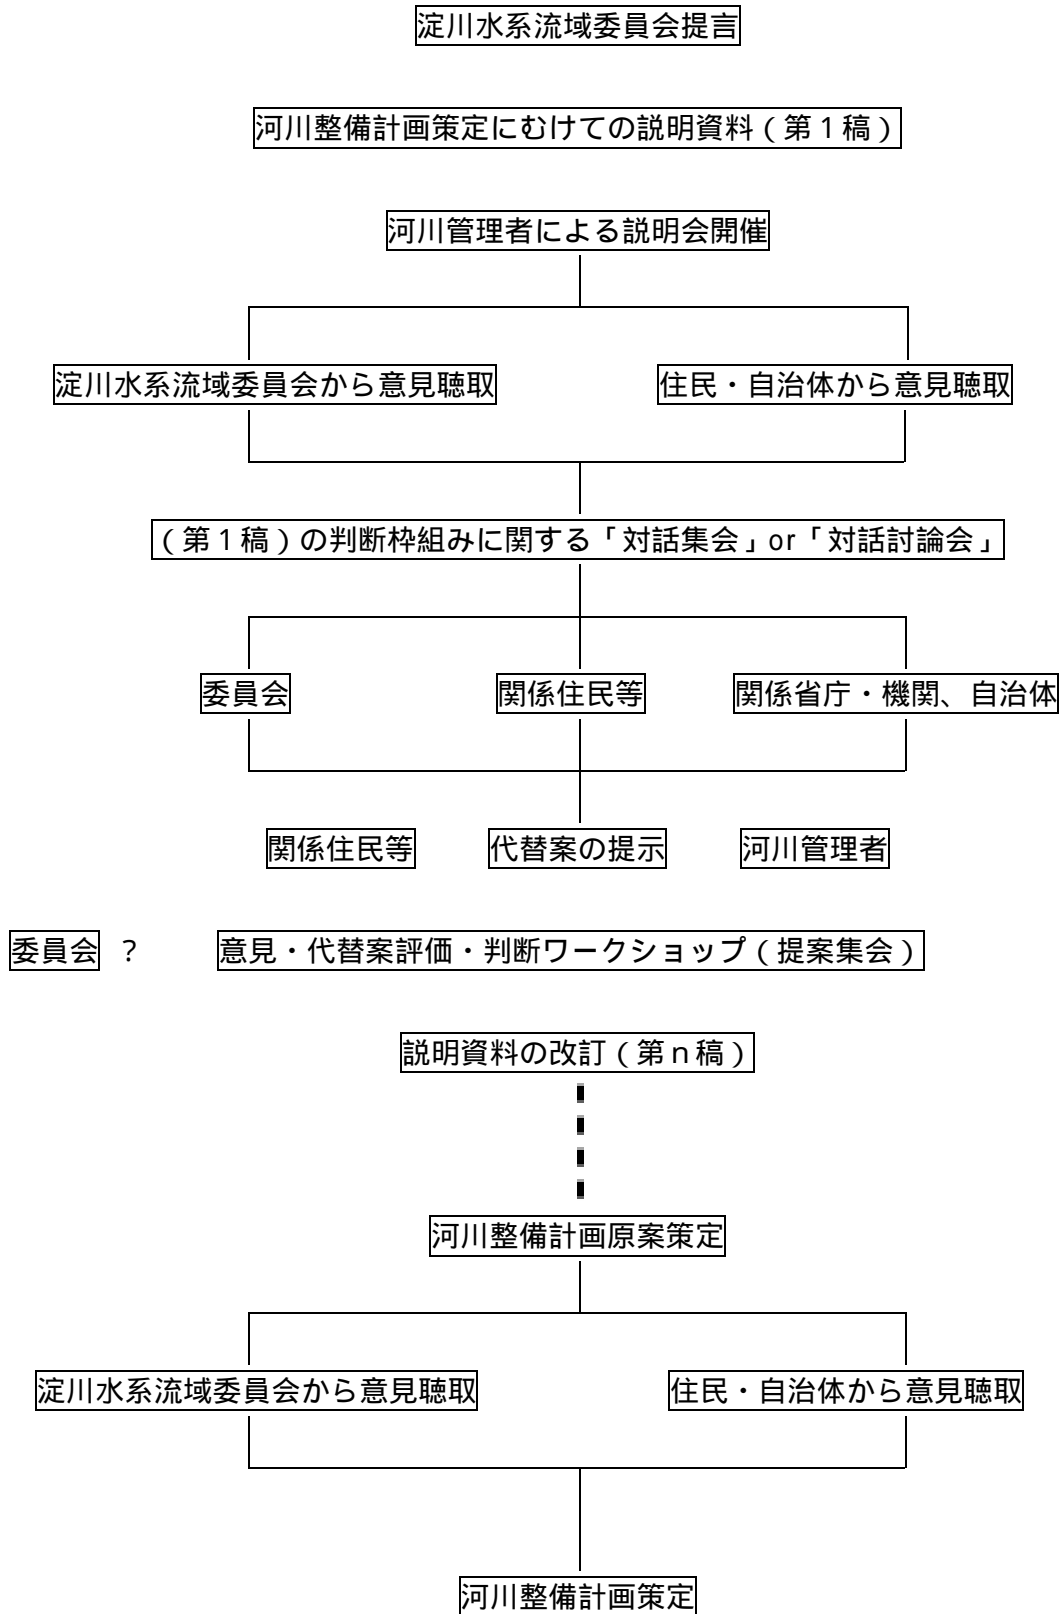 淀川水系流域委員会提言
河川整備計画策定にむけての説明資料（第１稿）
河川管理者による説明会開催
淀川水系流域委員会から意見聴取
住民・自治体から意見聴取
（第１稿）の判断枠組みに関する「対話集会」or「対話討論会」
委員会
関係住民等
関係省庁・機関、自治体
関係住民等
代替案の提示
河川管理者
委員会 ？ 意見・代替案評価・判断ワークショップ（提案集会）
説明資料の改訂（第ｎ稿）
河川整備計画原案策定
淀川水系流域委員会から意見聴取
住民・自治体から意見聴取
河川整備計画策定